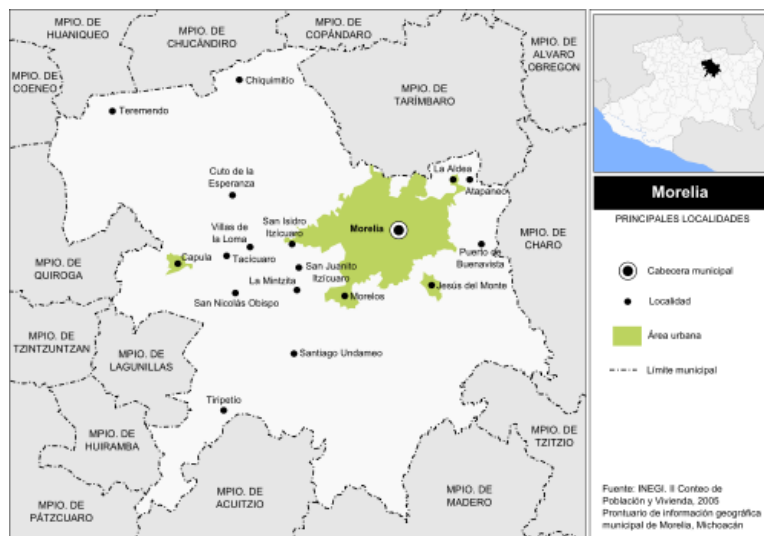 MPIO. DE
HUANIQUEO
MPIO. DE
CHUCÁNDIRO
MPIO. DE
COPÁNDARO
MPIO. DE
ALVARO
OBREGON
MPIO. DE
COENEO
MPIO. DE
TARÍMBARO
Chiquimitio
Teremendo
Cuto de la
Esperanza
La Aldea
Atapaneo
Morelia
San Isidro
Itzicuaro
Villas de
la Loma
MPIO. DE
CHARO
MPIO. DE
QUIROGA
Capula
Tacicuaro
Puerto de
Buenavista
San Juanito
Itzicuaro
La Mintzita
San Nicolás Obispo
Morelos
Jesús del Monte
MPIO. DE
TZINTZUNTZAN
MPIO. DE
LAGUNILLAS
Santiago Undameo
Tiripetio
MPIO. DE
HUIRAMBA
MPIO. DE
TZITZIO
MPIO. DE
PÁTZCUARO
MPIO. DE
ACUITZIO
MPIO. DE
MADERO
Morelia
PRINCIPALES LOCALIDADES
Cabecera municipal
Localidad
Área urbana
Límite municipal
Fuente: INEGI. II Conteo de
Población y Vivienda, 2005
Prontuario de información geográfica
municipal de Morelia, Michoacán